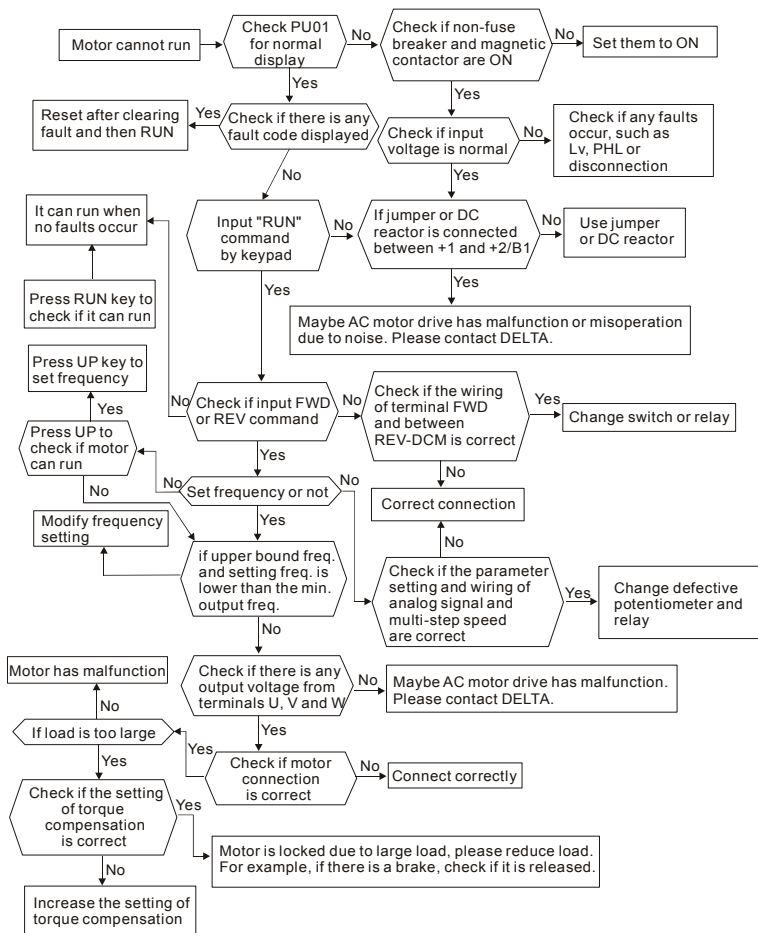 Motor cannot run
Check PU01
for normal
display
No
Check if non-fuse
breaker and magnetic
contactor are ON
No
Set them to ON
Yes
Yes
Reset after clearing
fault and then RUN
Yes
Check if there is any
fault code displayed
Check if input
voltage is normal
No
Check if any faults
occur, such as
Lv, PHL or
disconnection
No
Yes
It can run when
no faults occur
Input "RUN"
command
by keypad
No
If jumper or DC
reactor is connected
between +1 and +2/B1
No
Use jumper
or DC reactor
Yes
Yes
Press RUN key to
check if it can run
Maybe AC motor drive has malfunction or misoperation
due to noise. Please contact DELTA.
Press UP key to
set frequency
No
Check if input FWD
or REV command
No
Check if the wiring
of terminal FWD
and between
REV-DCM is correct
Yes
Change switch or relay
Yes
Press UP to
check if motor
can run
Yes
No
No
Set frequency or not
No
No
Correct connection
Modify frequency
setting
Yes
No
if upper bound freq.
and setting freq. is
lower than the min.
output freq.
Check if the parameter
setting and wiring of
analog signal and
multi-step speed
are correct
Yes
Change defective
potentiometer and
relay
No
Motor has malfunction
Check if there is any
output voltage from
terminals U, V and W
No
Maybe AC motor drive has malfunction.
Please contact DELTA.
No
Yes
If load is too large
Yes
Check if motor
connection
is correct
No
Connect correctly
Yes
Check if the setting
of torque
compensation
is correct
Yes
Motor is locked due to large load, please reduce load.
For example, if there is a brake, check if it is released.
No
Increase the setting of
torque compensation